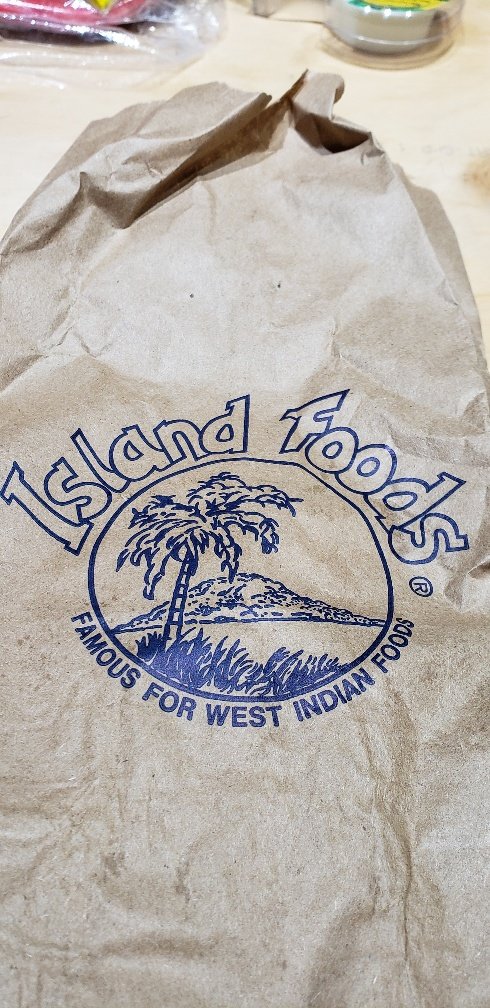 Island Foods®
FAMOUS FOR WEST INDIAN FOODS